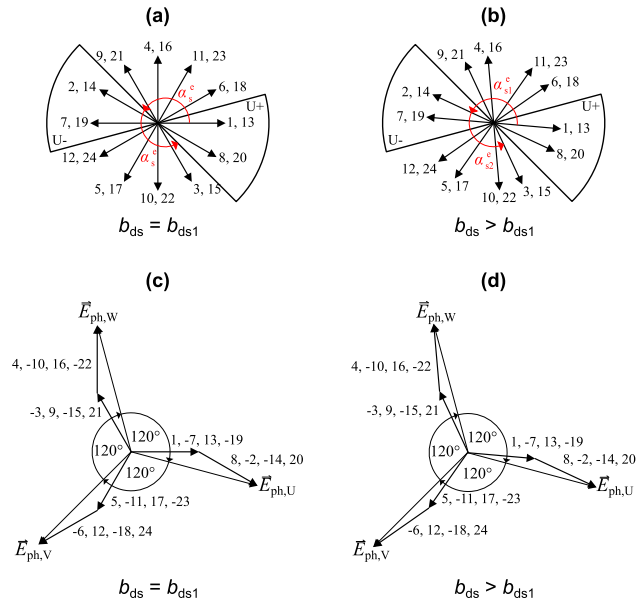 (a)
4, 16
9, 21
11, 23
α_s^e
2, 14
6, 18
U+
7, 19
1, 13
U-
12, 24
α_s^e
8, 20
5, 17
3, 15
10, 22
b_ds = b_ds1
(b)
4, 16
9, 21
11, 23
α_s1^e
2, 14
6, 18
U+
7, 19
1, 13
U-
12, 24
α_s2^e
8, 20
5, 17
3, 15
10, 22
b_ds > b_ds1
(c)
E⃗_ph,W
4, -10, 16, -22
-3, 9, -15, 21
120°
120°
120°
1, -7, 13, -19
8, -2, -14, 20
E⃗_ph,U
5, -11, 17, -23
-6, 12, -18, 24
E⃗_ph,V
b_ds = b_ds1
(d)
E⃗_ph,W
4, -10, 16, -22
-3, 9, -15, 21
120°
120°
120°
1, -7, 13, -19
8, -2, -14, 20
E⃗_ph,U
5, -11, 17, -23
-6, 12, -18, 24
E⃗_ph,V
b_ds > b_ds1